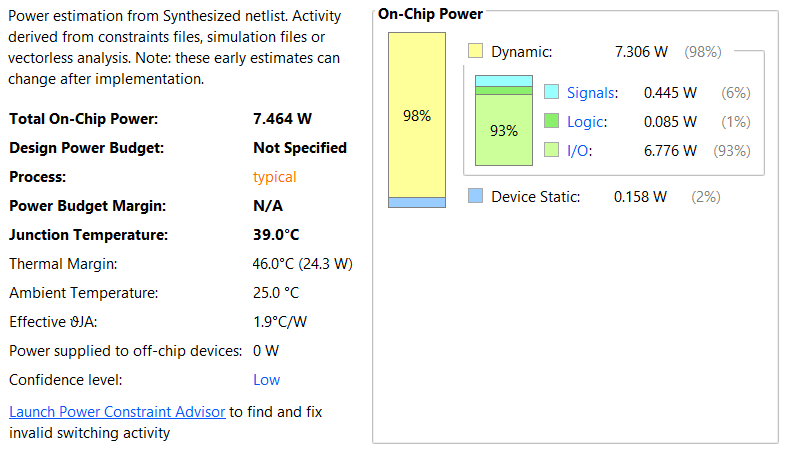 Power estimation from Synthesized netlist. Activity
derived from constraints files, simulation files or
vectorless analysis. Note: these early estimates can
change after implementation.
Total On-Chip Power: 7.464 W
Design Power Budget: Not Specified
Process: typical
Power Budget Margin: N/A
Junction Temperature: 39.0°C
Thermal Margin: 46.0°C (24.3 W)
Ambient Temperature: 25.0 °C
Effective ϑJA: 1.9°C/W
Power supplied to off-chip devices: 0 W
Confidence level: Low
Launch Power Constraint Advisor to find and fix
invalid switching activity
On-Chip Power
98%
Dynamic: 7.306 W (98%)
93%
Signals: 0.445 W (6%)
Logic: 0.085 W (1%)
I/O: 6.776 W (93%)
Device Static: 0.158 W (2%)